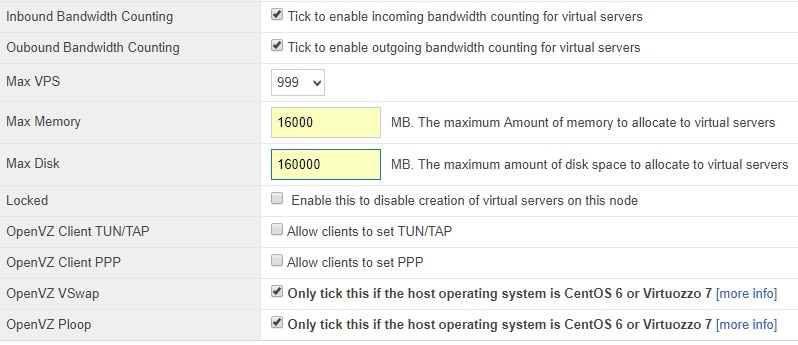 Inbound Bandwidth Counting Tick to enable incoming bandwidth counting for virtual servers
Oubound Bandwidth Counting Tick to enable outgoing bandwidth counting for virtual servers
Max VPS 999
Max Memory 16000 MB. The maximum Amount of memory to allocate to virtual servers
Max Disk 160000 MB. The maximum amount of disk space to allocate to virtual servers
Locked Enable this to disable creation of virtual servers on this node
OpenVZ Client TUN/TAP Allow clients to set TUN/TAP
OpenVZ Client PPP Allow clients to set PPP
OpenVZ VSwap Only tick this if the host operating system is CentOS 6 or Virtuozzo 7 [more info]
OpenVZ Ploop Only tick this if the host operating system is CentOS 6 or Virtuozzo 7 [more info]